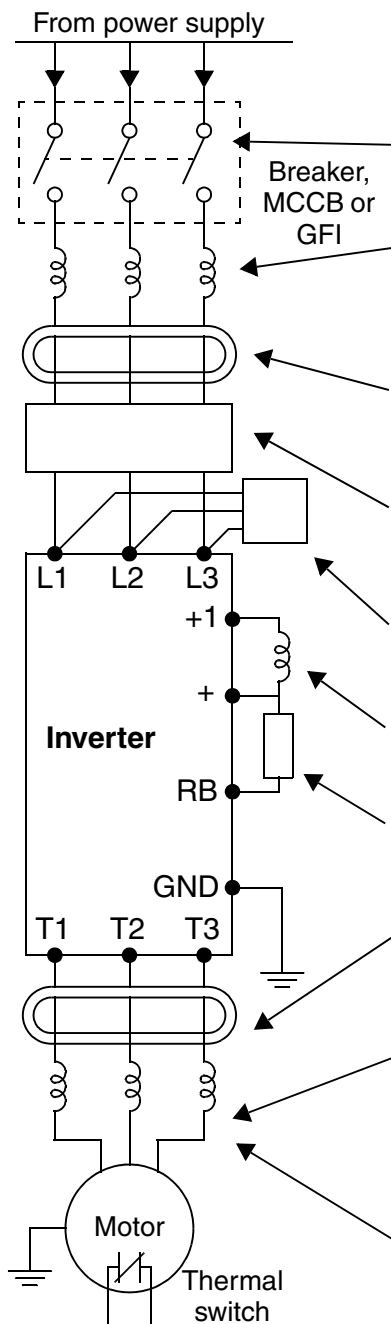 From power supply
Breaker,
MCCB or
GFI
L1 L2 L3
+1
+
Inverter
RB
GND
T1 T2 T3
Motor
Thermal
switch